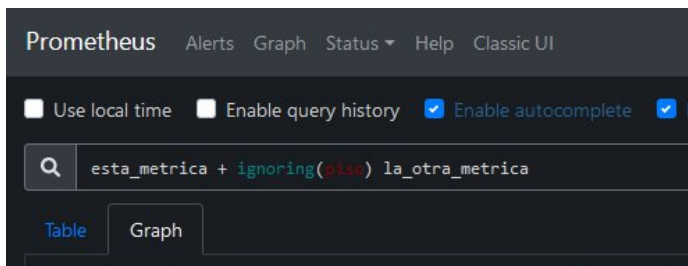 Prometheus Alerts Graph Status Help Classic UI
Use local time Enable query history Enable autocomplete
esta_metrica + ignoring(piso) la_otra_metrica
Table Graph